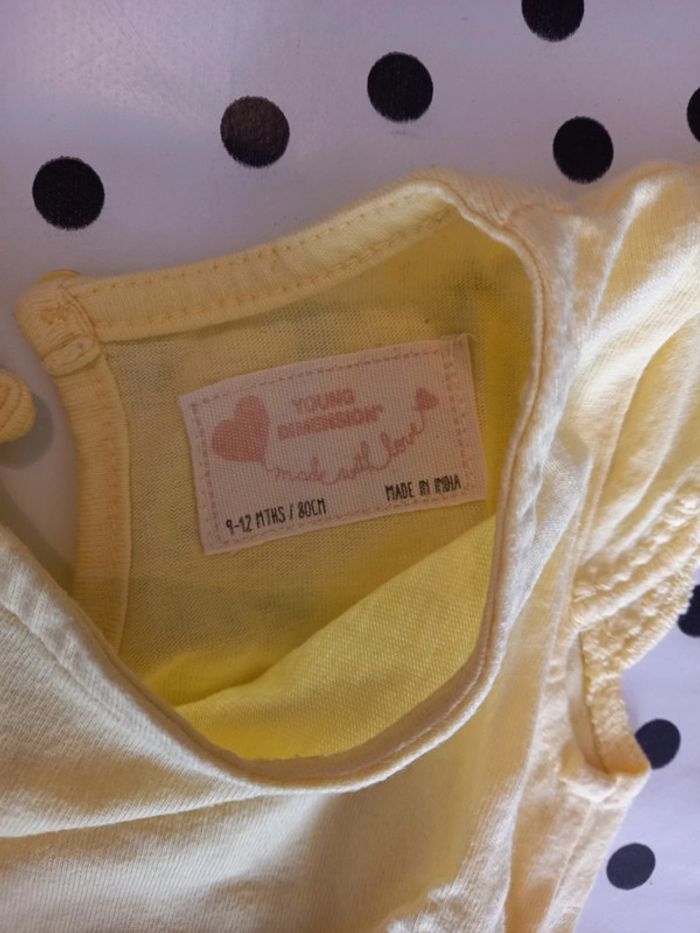 YOUNG
DIMENSION®
made with love
9-12 MTHS / 80CM
MADE IN INDIA